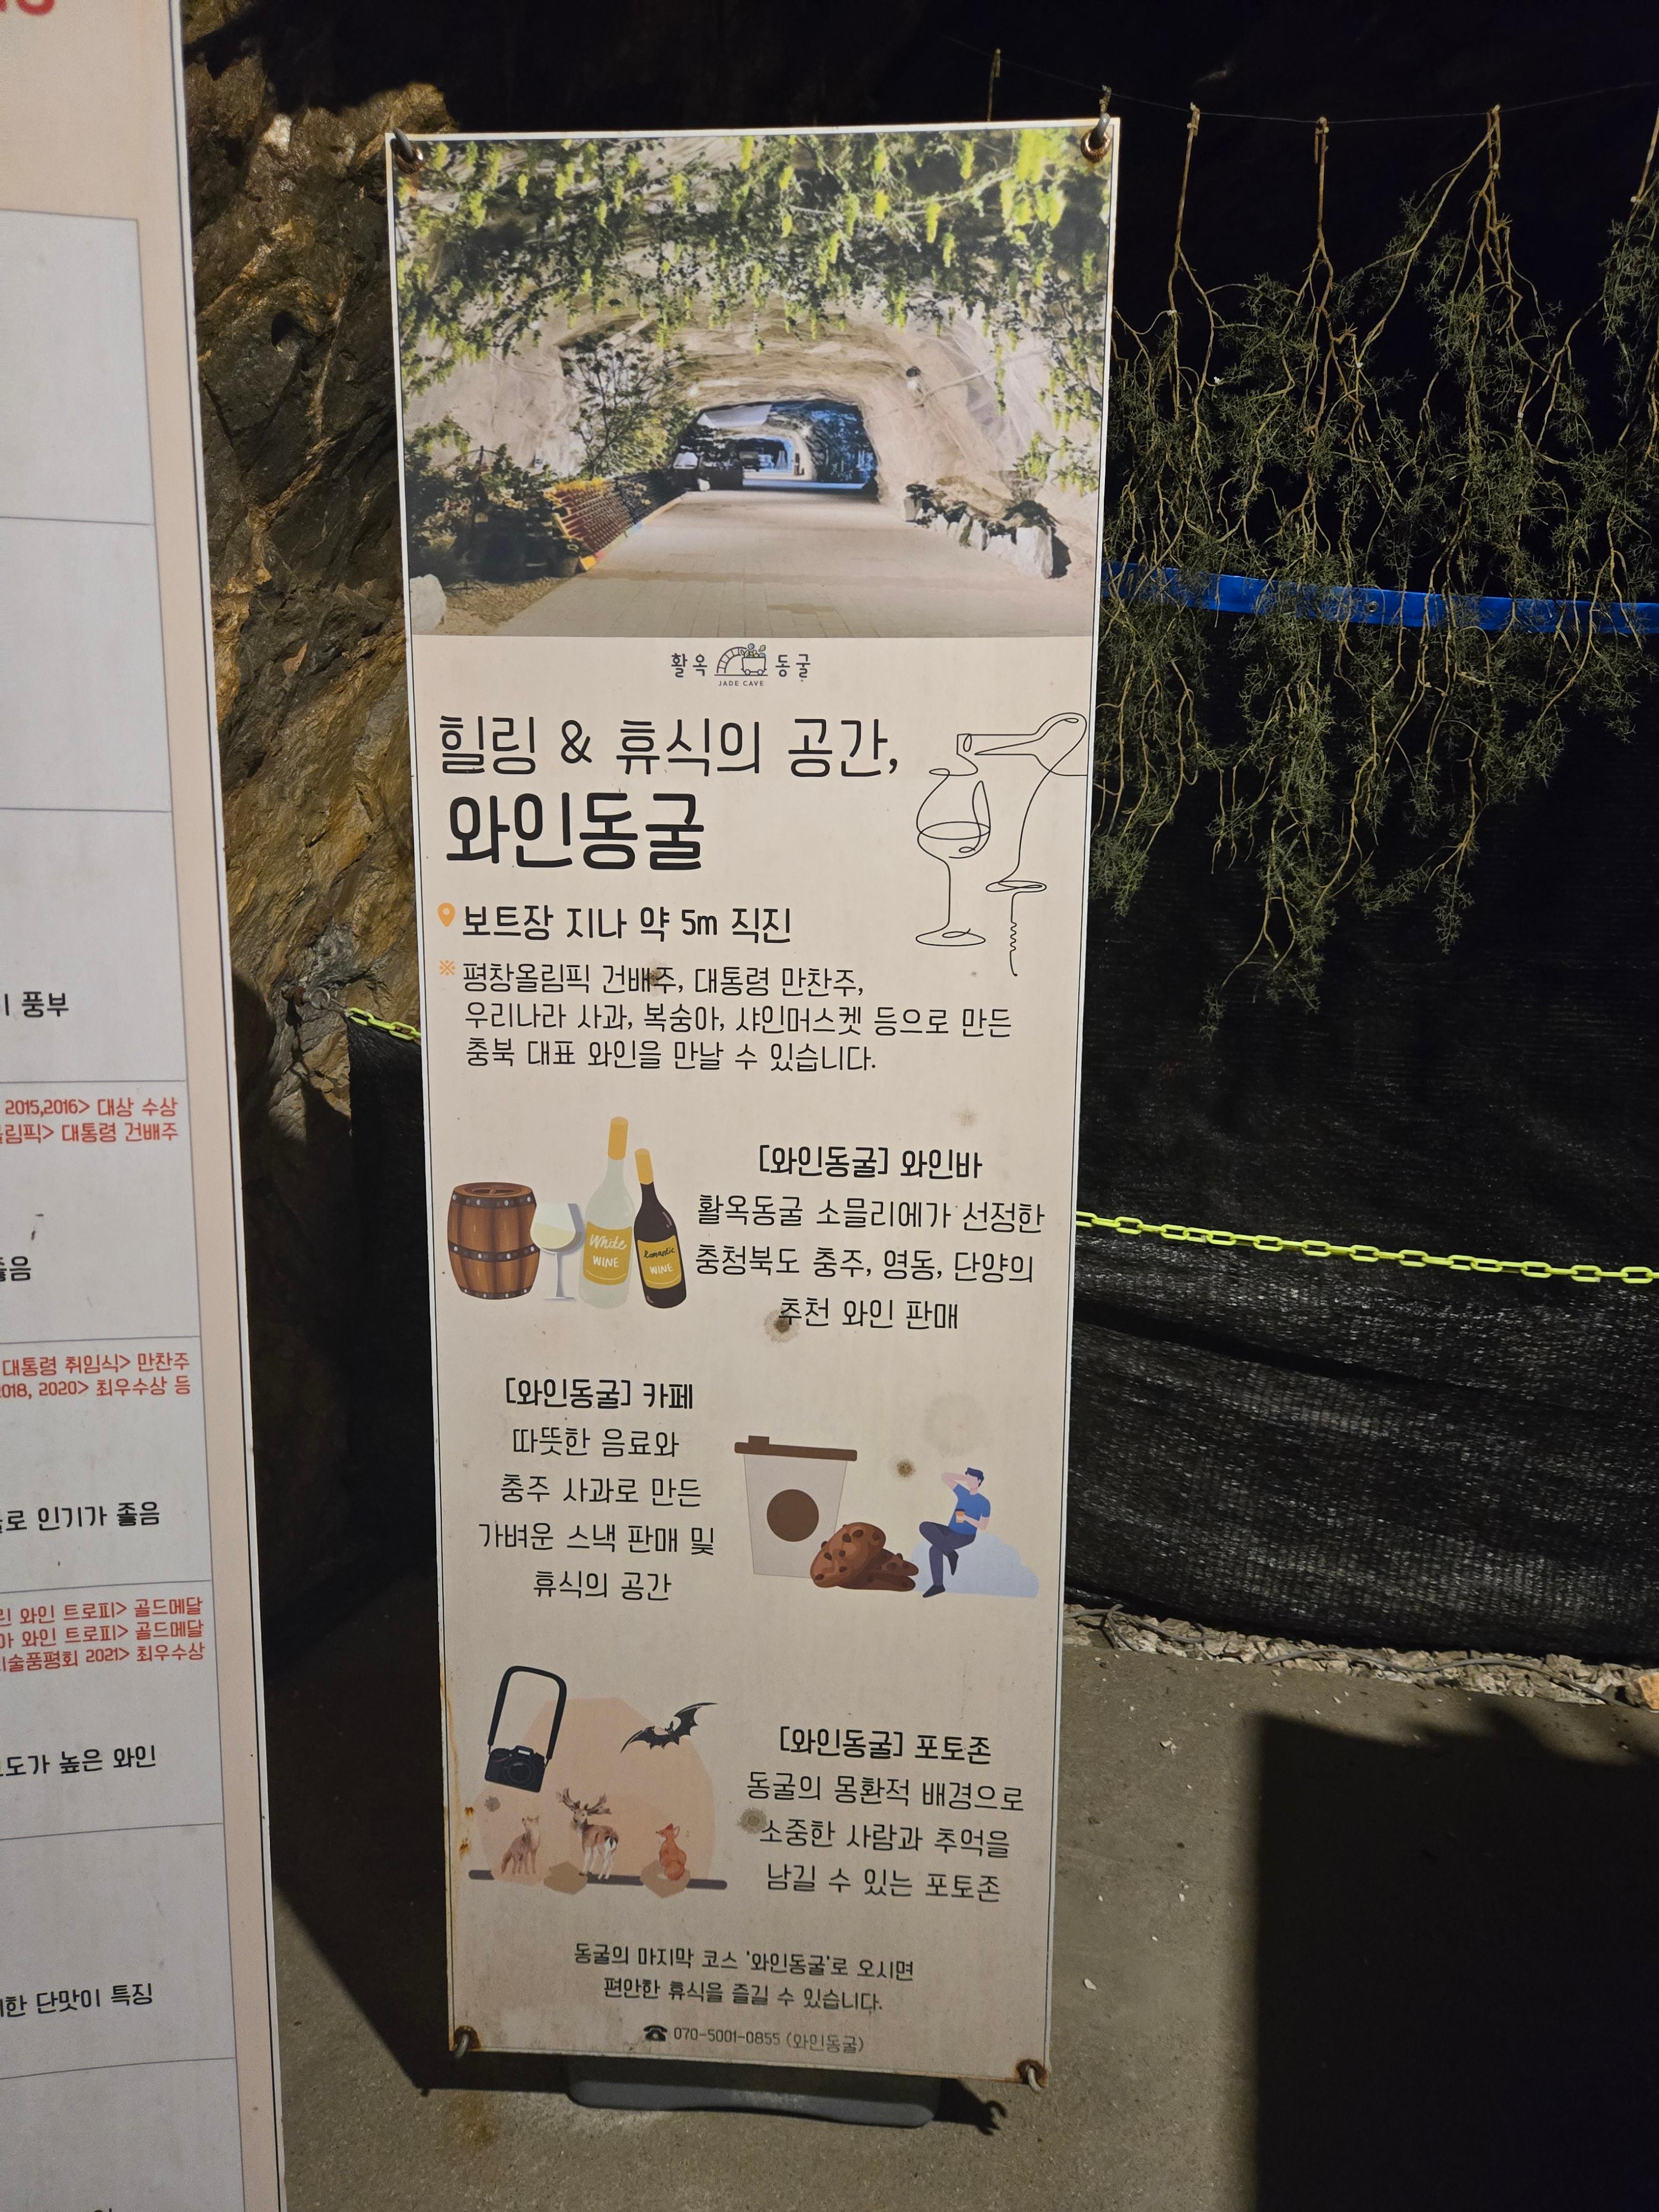 이 풍부
2015,2016> 대상 수상
림픽> 대통령 건배주
좋음
대통령 취임식> 만찬주
2018, 2020> 최우수상 등
로 인기가 좋음
와인 트로피> 골드메달
와인 트로피> 골드메달
술품평회 2021> 최우수상
도가 높은 와인
한 단맛이 특징
활옥 동굴
JADE CAVE
힐링 & 휴식의 공간,
와인동굴
보트장 지나 약 5m 직진
※ 평창올림픽 건배주, 대통령 만찬주,
우리나라 사과, 복숭아, 샤인머스켓 등으로 만든
충북 대표 와인을 만날 수 있습니다.
White
WINE
Romantic
WINE
[와인동굴] 와인바
활옥동굴 소믈리에가 선정한
충청북도 충주, 영동, 단양의
추천 와인 판매
[와인동굴] 카페
따뜻한 음료와
충주 사과로 만든
가벼운 스낵 판매 및
휴식의 공간
[와인동굴] 포토존
동굴의 몽환적 배경으로
소중한 사람과 추억을
남길 수 있는 포토존
동굴의 마지막 코스 '와인동굴'로 오시면
편안한 휴식을 즐길 수 있습니다.
☎ 070-5001-0855 (와인동굴)